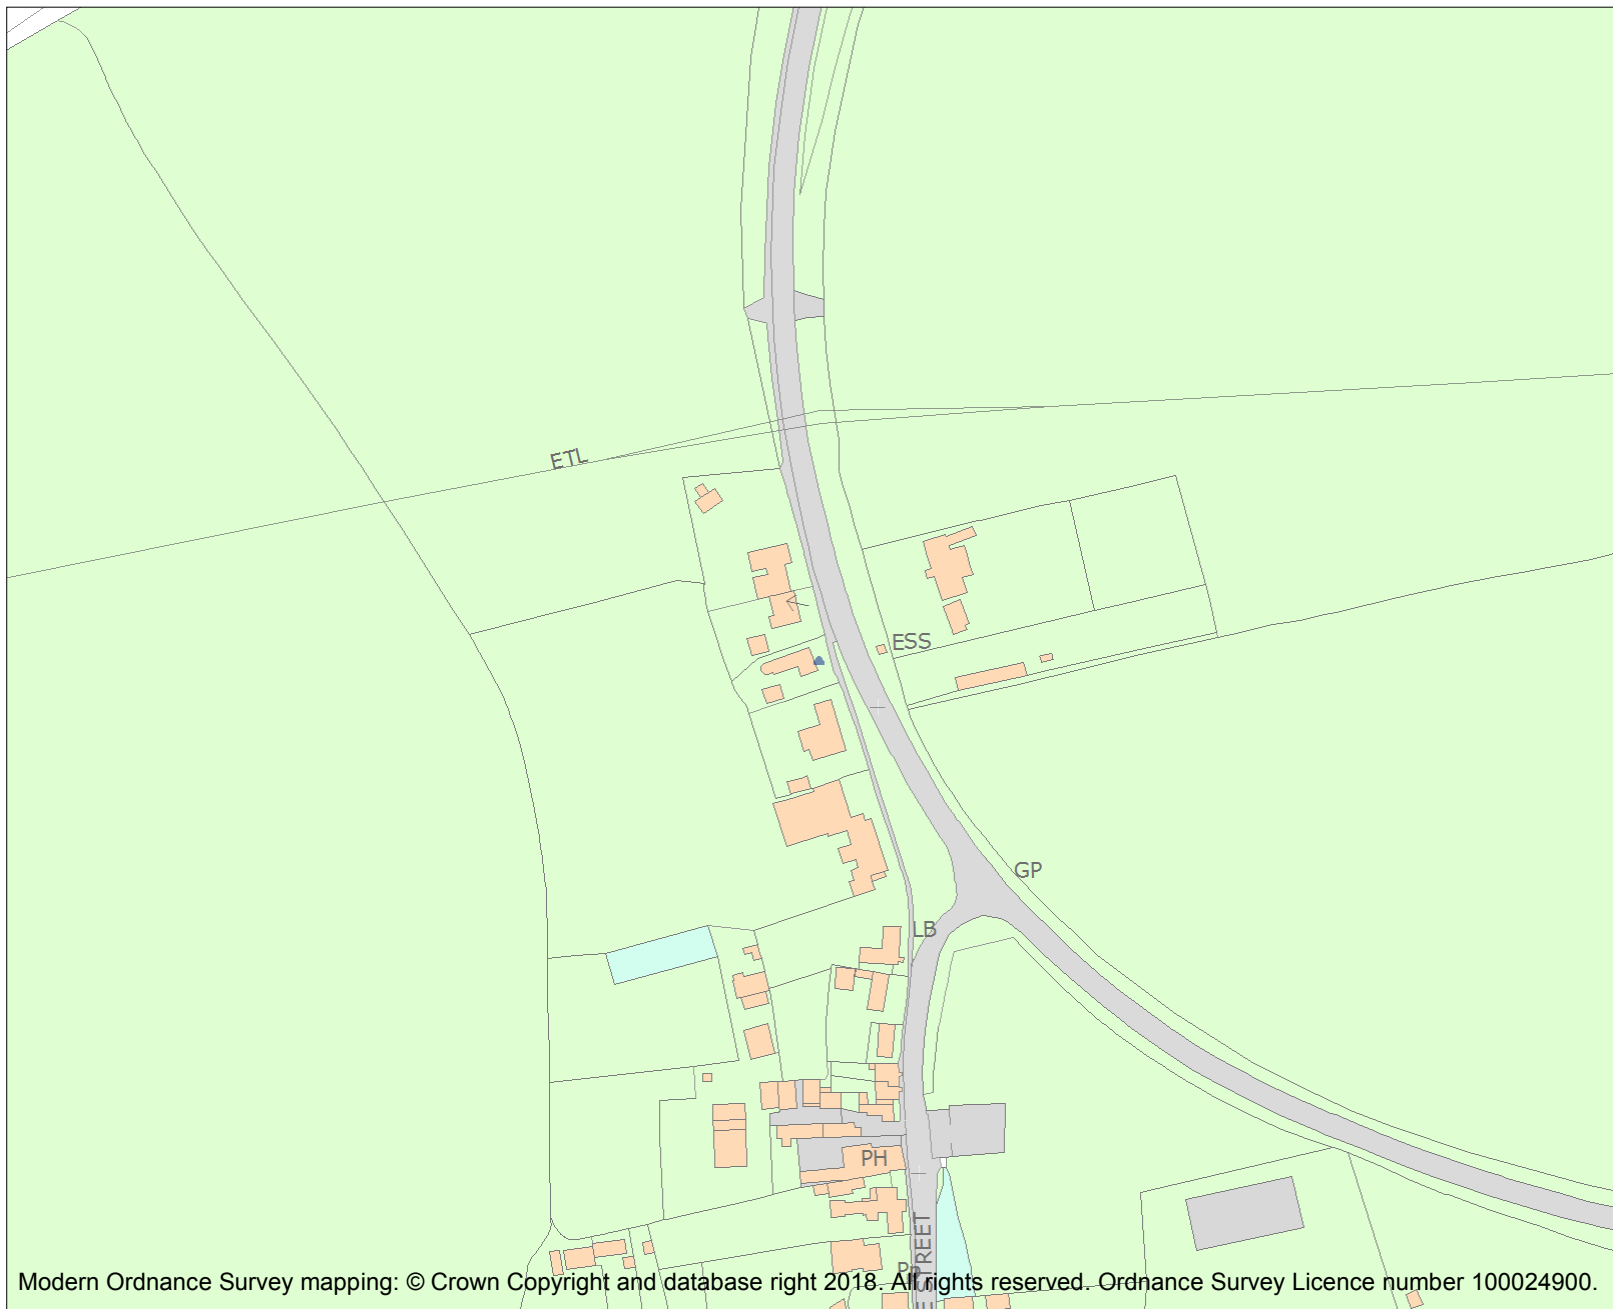 ETL
ESS
GP
LB
PH
E STREET
Modern Ordnance Survey mapping: © Crown Copyright and database right 2018. All rights reserved. Ordnance Survey Licence number 100024900.